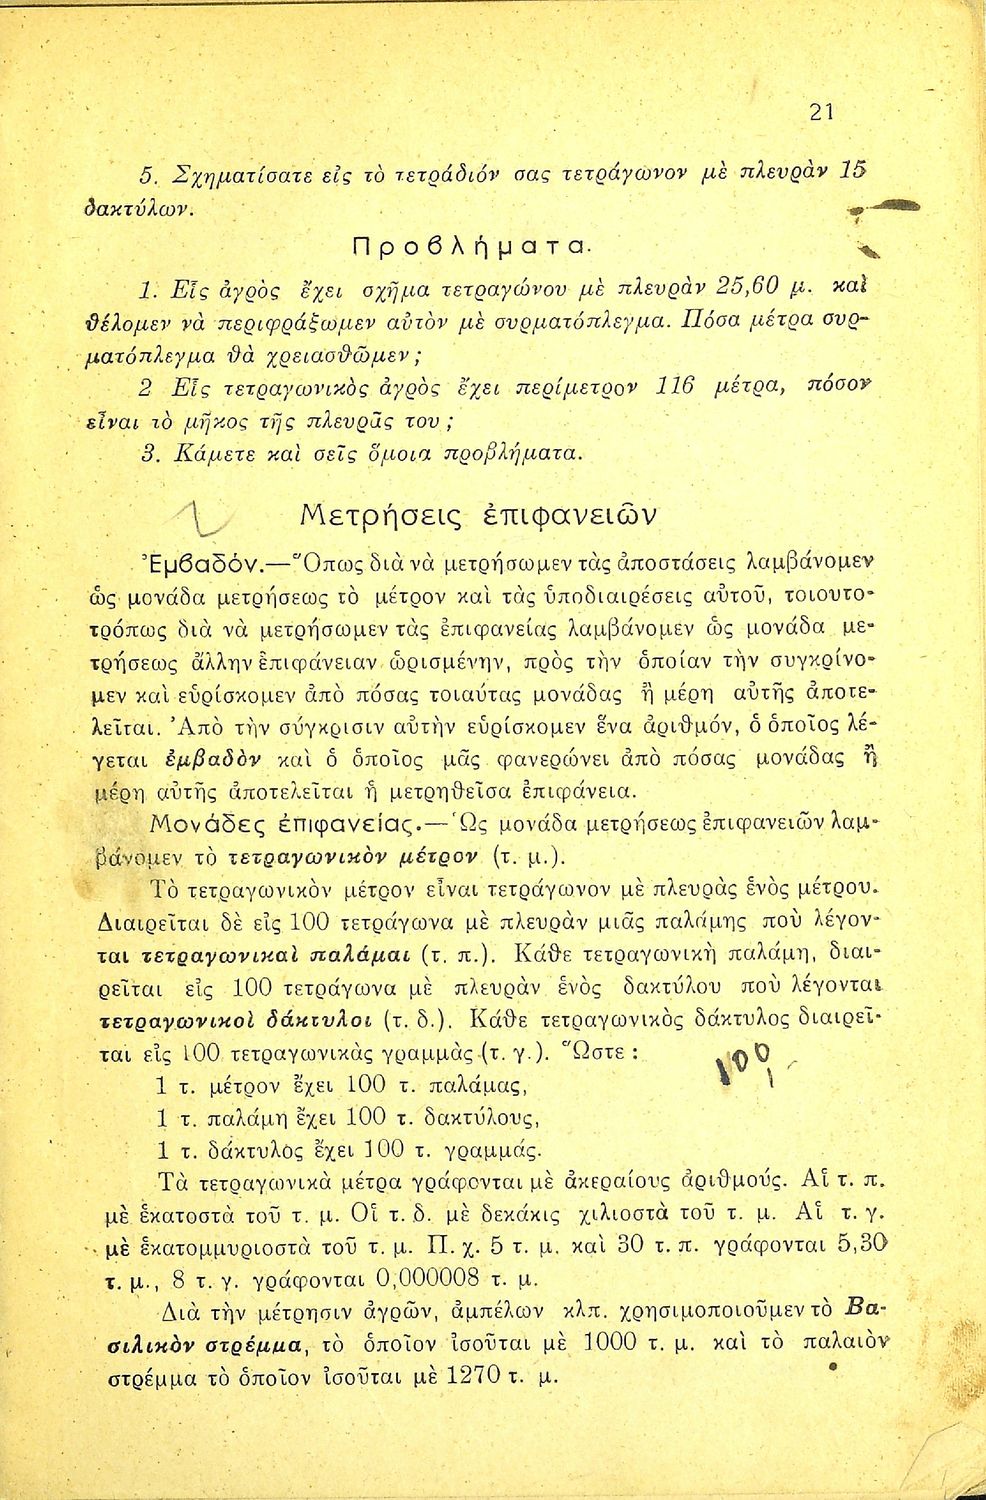 21
5. Σχηματίσατε εἰς τὸ τετράδιόν σας τετράγωνον μὲ πλευρὰν 15
δακτύλων.
Προβλήματα.
1. Εἷς ἀγρὸς ἔχει σχῆμα τετραγώνου μὲ πλευρὰν 25,60 μ. καὶ
θέλομεν νὰ περιφράξωμεν αὐτὸν μὲ συρματόπλεγμα. Πόσα μέτρα συρ-
ματόπλεγμα θὰ χρειασθῶμεν;
2 Εἷς τετραγωνικὸς ἀγρὸς ἔχει περίμετρον 116 μέτρα, πόσον
εἶναι τὸ μῆκος τῆς πλευρᾶς του;
3. Κάμετε καὶ σεῖς ὅμοια προβλήματα.
Μετρήσεις ἐπιφανειῶν
Ἐμβαδόν.—Ὅπως διὰ νὰ μετρήσωμεν τὰς ἀποστάσεις λαμβάνομεν
ὡς μονάδα μετρήσεως τὸ μέτρον καὶ τὰς ὑποδιαιρέσεις αὐτοῦ, τοιουτο-
τρόπως διὰ νὰ μετρήσωμεν τὰς ἐπιφανείας λαμβάνομεν ὡς μονάδα με-
τρήσεως ἄλλην ἐπιφάνειαν ὡρισμένην, πρὸς τὴν ὁποίαν τὴν συγκρίνο-
μεν καὶ εὑρίσκομεν ἀπὸ πόσας τοιαύτας μονάδας ἢ μέρη αὐτῆς ἀποτε-
λεῖται. Ἀπὸ τὴν σύγκρισιν αὐτὴν εὑρίσκομεν ἕνα ἀριθμόν, ὁ ὁποῖος λέ-
γεται ἐμβαδὸν καὶ ὁ ὁποῖος μᾶς φανερώνει ἀπὸ πόσας μονάδας ἢ
μέρη αὐτῆς ἀποτελεῖται ἡ μετρηθεῖσα ἐπιφάνεια.
Μονάδες ἐπιφανείας.—Ὡς μονάδα μετρήσεως ἐπιφανειῶν λαμ-
βάνομεν τὸ τετραγωνικὸν μέτρον (τ. μ.).
Τὸ τετραγωνικὸν μέτρον εἶναι τετράγωνον μὲ πλευρὰς ἑνὸς μέτρου.
Διαιρεῖται δὲ εἰς 100 τετράγωνα μὲ πλευρὰν μιᾶς παλάμης ποὺ λέγον-
ται τετραγωνικαὶ παλάμαι (τ. π.). Κάθε τετραγωνικὴ παλάμη, διαι-
ρεῖται εἰς 100 τετράγωνα μὲ πλευρὰν ἑνὸς δακτύλου ποὺ λέγονται
τετραγωνικοὶ δάκτυλοι (τ. δ.). Κάθε τετραγωνικὸς δάκτυλος διαιρεῖ-
ται εἰς 100 τετραγωνικὰς γραμμὰς (τ. γ.). Ὥστε :
100
1 τ. μέτρον ἔχει 100 τ. παλάμας,
1 τ. παλάμη ἔχει 100 τ. δακτύλους,
1 τ. δάκτυλος ἔχει 100 τ. γραμμάς.
Τὰ τετραγωνικὰ μέτρα γράφονται μὲ ἀκεραίους ἀριθμούς. Αἱ τ. π.
μὲ ἑκατοστὰ τοῦ τ. μ. Οἱ τ. δ. μὲ δεκάκις χιλιοστὰ τοῦ τ. μ. Αἱ τ. γ.
μὲ ἑκατομμυριοστὰ τοῦ τ. μ. Π. χ. 5 τ. μ. καὶ 30 τ. π. γράφονται 5,30
τ. μ., 8 τ. γ. γράφονται 0,000008 τ. μ.
Διὰ τὴν μέτρησιν ἀγρῶν, ἀμπέλων κλπ. χρησιμοποιοῦμεν τὸ Βα-
σιλικὸν στρέμμα, τὸ ὁποῖον ἰσοῦται μὲ 1000 τ. μ. καὶ τὸ παλαιὸν
στρέμμα τὸ ὁποῖον ἰσοῦται μὲ 1270 τ. μ.